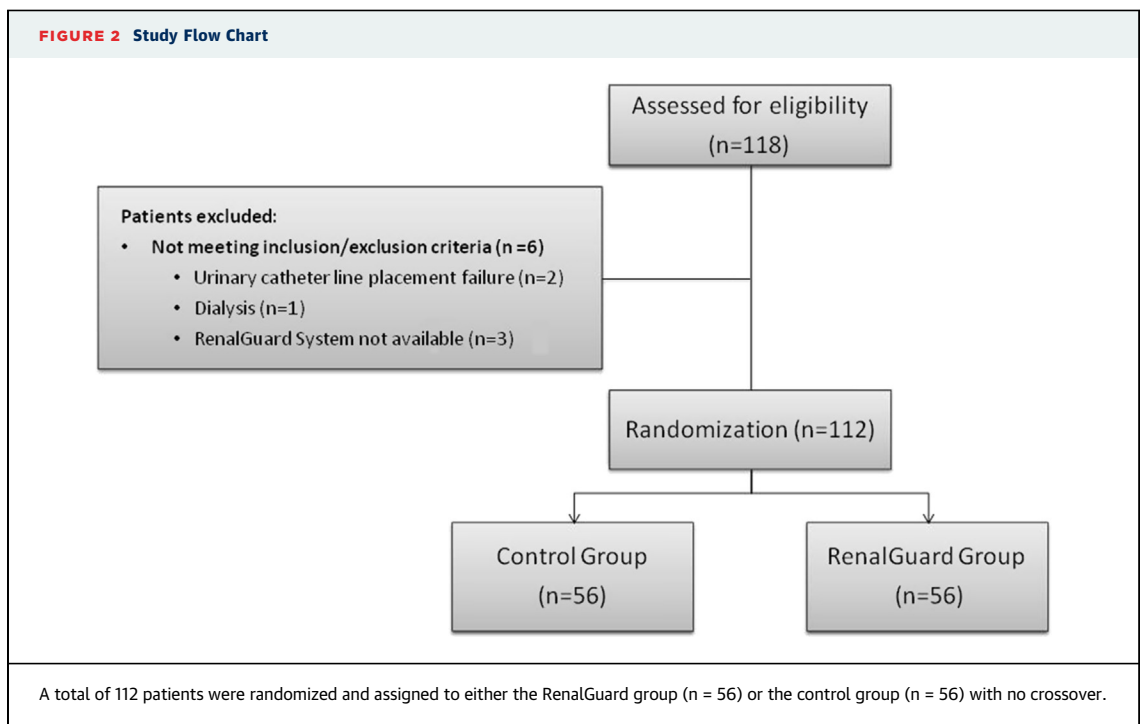 FIGURE 2 Study Flow Chart
Assessed for eligibility
(n=118)
Patients excluded:
• Not meeting inclusion/exclusion criteria (n =6)
• Urinary catheter line placement failure (n=2)
• Dialysis (n=1)
• RenalGuard System not available (n=3)
Randomization (n=112)
Control Group
(n=56)
RenalGuard Group
(n=56)
A total of 112 patients were randomized and assigned to either the RenalGuard group (n = 56) or the control group (n = 56) with no crossover.